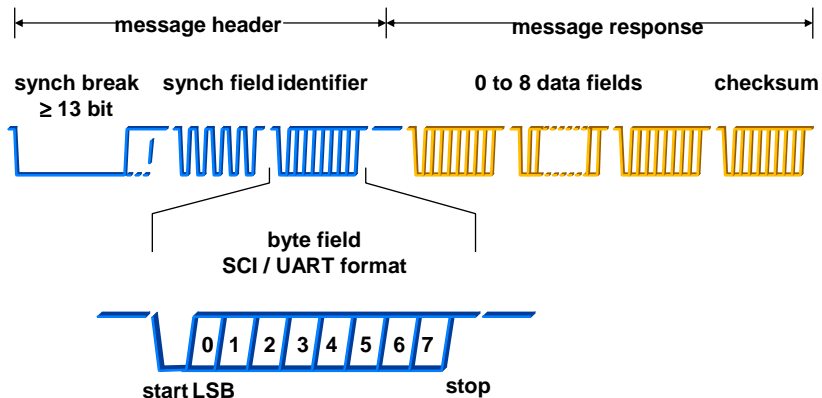 message header message response
synch break synch field identifier 0 to 8 data fields checksum
≥ 13 bit
byte field
SCI / UART format
0 1 2 3 4 5 6 7
start LSB stop